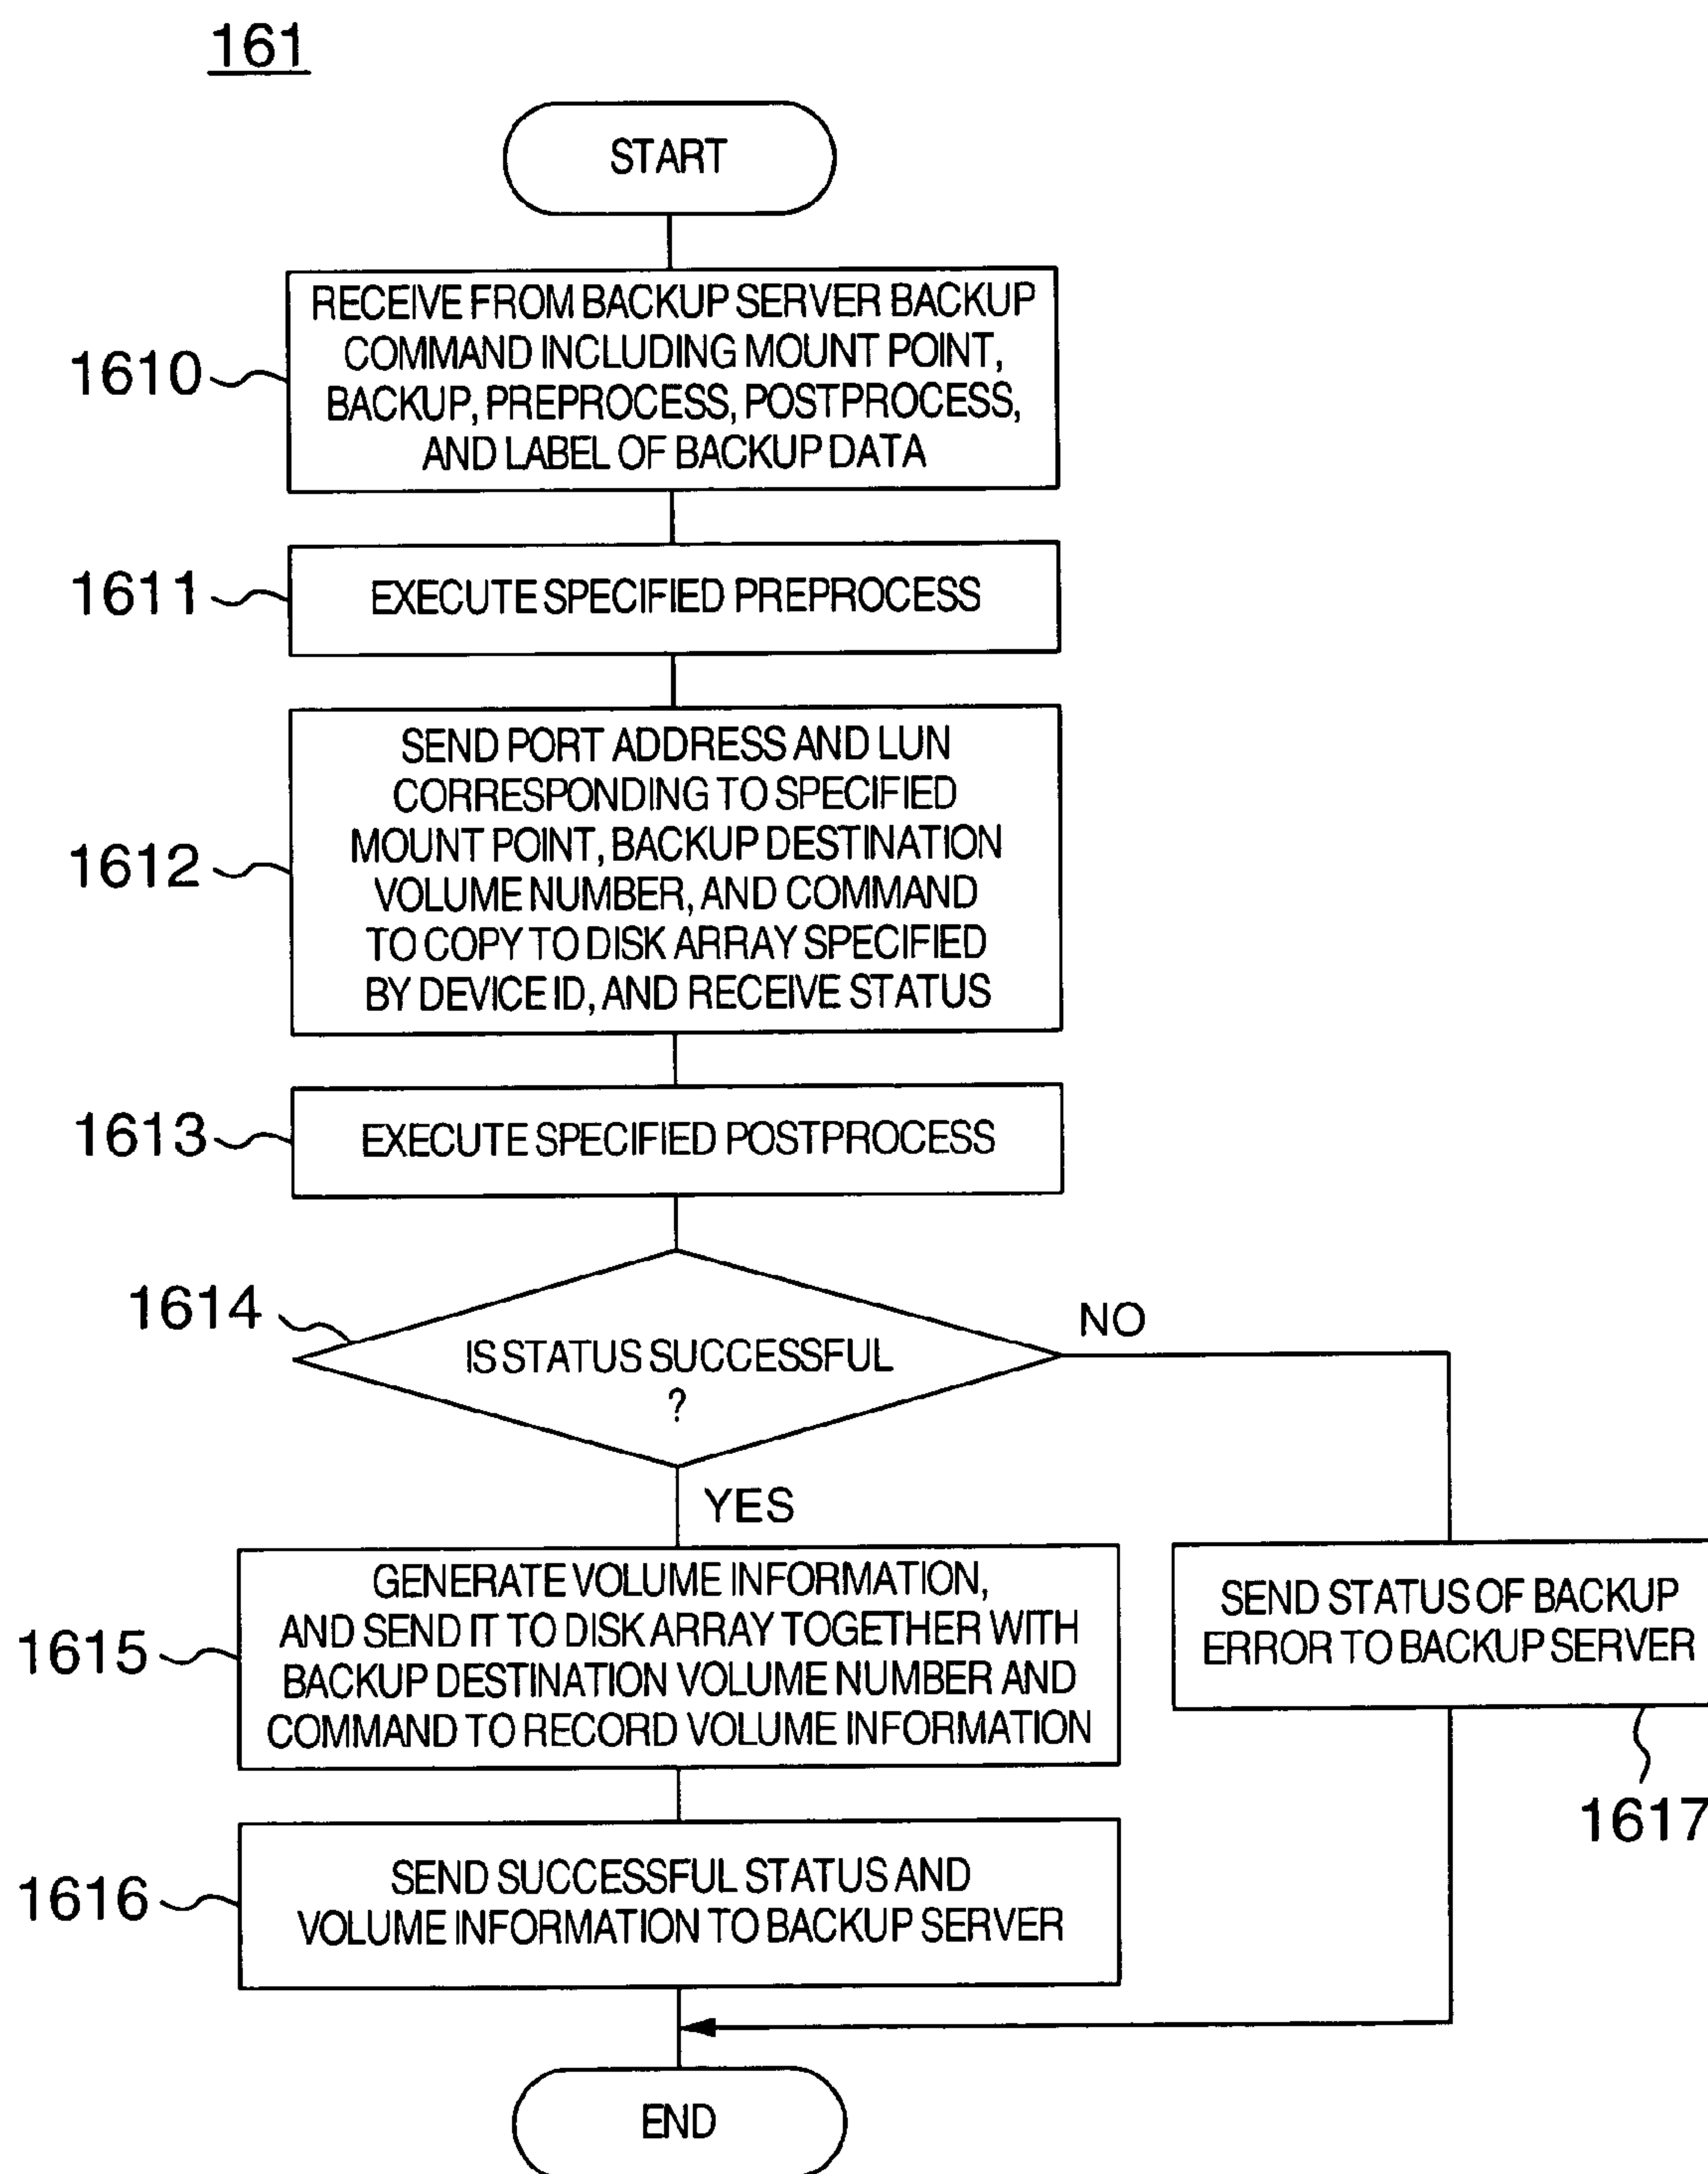 161
START
1610
RECEIVE FROM BACKUP SERVER BACKUP
COMMAND INCLUDING MOUNT POINT,
BACKUP, PREPROCESS, POSTPROCESS,
AND LABEL OF BACKUP DATA
1611
EXECUTE SPECIFIED PREPROCESS
1612
SEND PORT ADDRESS AND LUN
CORRESPONDING TO SPECIFIED
MOUNT POINT, BACKUP DESTINATION
VOLUME NUMBER, AND COMMAND
TO COPY TO DISK ARRAY SPECIFIED
BY DEVICE ID, AND RECEIVE STATUS
1613
EXECUTE SPECIFIED POSTPROCESS
1614
IS STATUS SUCCESSFUL
?
NO
YES
1615
GENERATE VOLUME INFORMATION,
AND SEND IT TO DISK ARRAY TOGETHER WITH
BACKUP DESTINATION VOLUME NUMBER AND
COMMAND TO RECORD VOLUME INFORMATION
SEND STATUS OF BACKUP
ERROR TO BACKUP SERVER
1617
1616
SEND SUCCESSFUL STATUS AND
VOLUME INFORMATION TO BACKUP SERVER
END